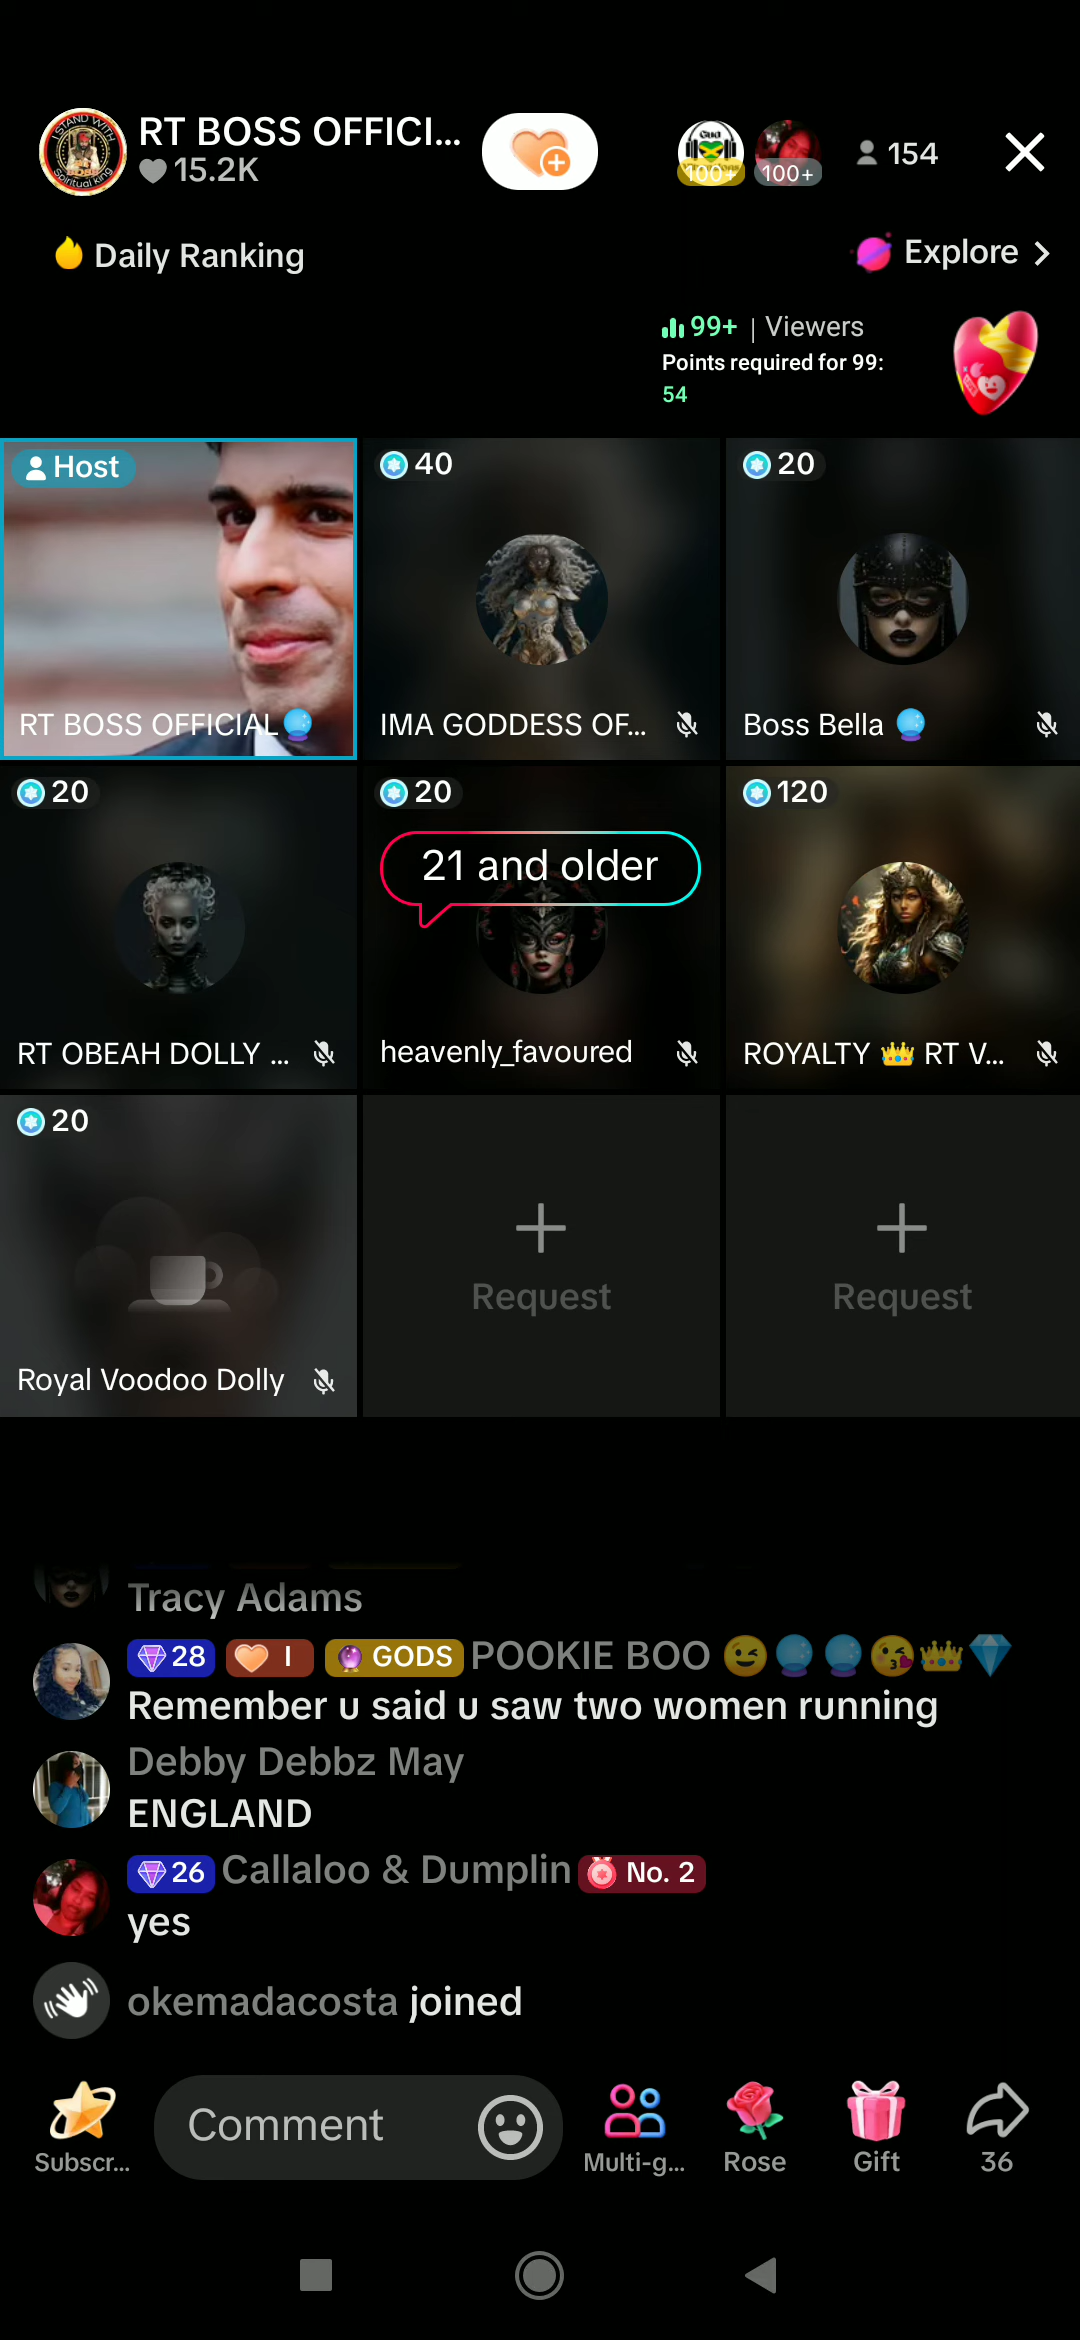 RT BOSS OFFICI...
15.2K
I STAND WITH
Spiritual king
100+
100+
154
Daily Ranking
Explore
99+ | Viewers
Points required for 99:
54
Host
RT BOSS OFFICIAL
40
IMA GODDESS OF...
20
Boss Bella
20
RT OBEAH DOLLY ...
20
21 and older
heavenly_favoured
120
ROYALTY 👑 RT V...
20
Royal Voodoo Dolly
Request
Request
Tracy Adams
28 I GODS POOKIE BOO 😉🔮🔮😘👑💎
Remember u said u saw two women running
Debby Debbz May
ENGLAND
26 Callaloo & Dumplin No. 2
yes
okemadacosta joined
Subscr...
Comment
Multi-g...
Rose
Gift
36